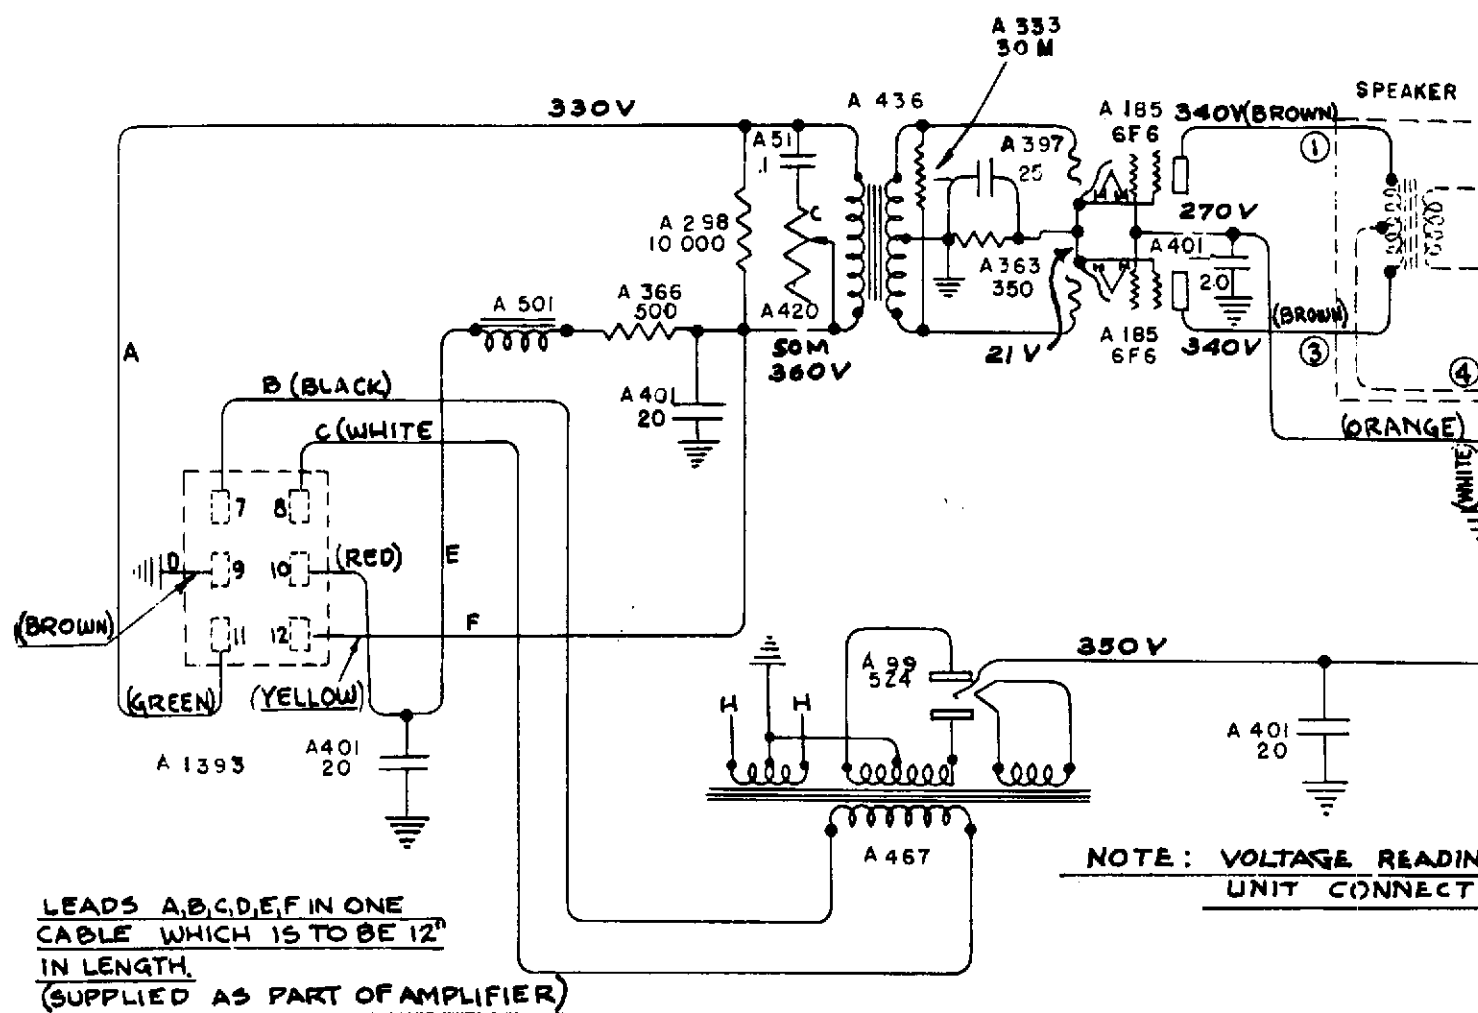 A 333
30 M
SPEAKER
330V
A 436
A 185
6F6
340V(BROWN)
1
A51
.1
A 397
25
C
A 298
10 000
270V
A401
20
A363
350
A 501
A 366
500
A420
50M
360V
21V
A 185
6F6
340V
(BROWN)
3
4
A
B (BLACK)
A 401
20
C (WHITE
(ORANGE)
(WHITE)
7
8
D
9
10
(RED)
E
(BROWN)
11
12
F
(GREEN)
(YELLOW)
350V
A 99
5Z4
H
H
A 1393
A401
20
A 401
20
A 467
NOTE: VOLTAGE READIN
UNIT CONNECT
LEADS A,B,C,D,E,F IN ONE
CABLE WHICH IS TO BE 12"
IN LENGTH.
(SUPPLIED AS PART OF AMPLIFIER)